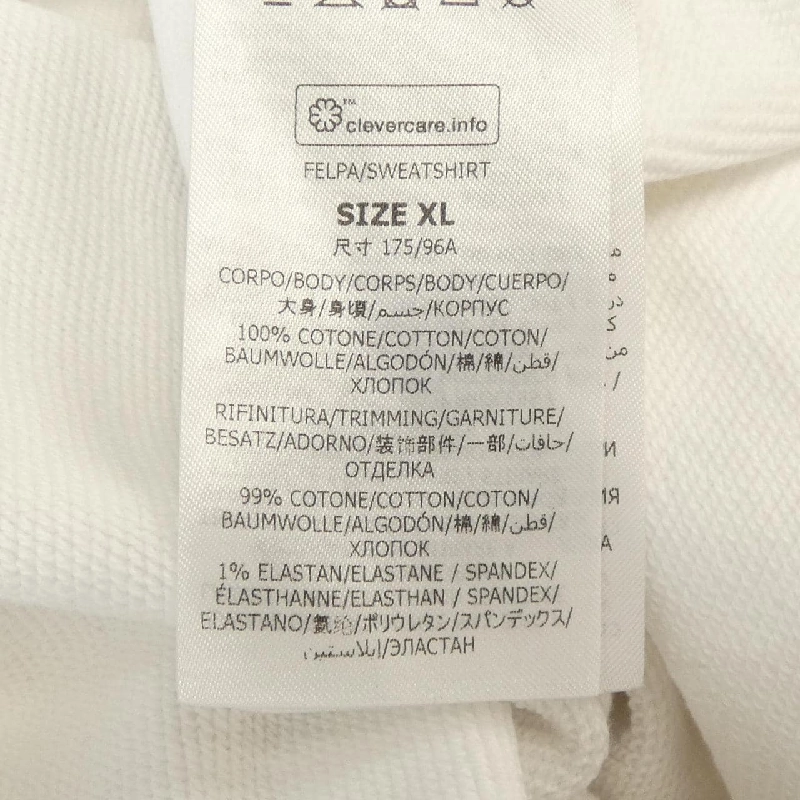 clevercare.info
FELPA/SWEATSHIRT
SIZE XL
尺寸 175/96A
CORPO/BODY/CORPS/BODY/CUERPO/
大身/身頃/جسم/КОРПУС
100% COTONE/COTTON/COTON/
BAUMWOLLE/ALGODÓN/棉/綿/قطن/
ХЛОПОК
RIFINITURA/TRIMMING/GARNITURE/
BESATZ/ADORNO/装饰部件/一部/حافات/
ОТДЕЛКА
99% COTONE/COTTON/COTON/
BAUMWOLLE/ALGODÓN/棉/綿/قطن/
ХЛОПОК
1% ELASTAN/ELASTANE / SPANDEX/
ÉLASTHANNE/ELASTHAN / SPANDEX/
ELASTANO/氨纶/ポリウレタン/スパンデックス/
إيلاستين/ЭЛАСТАН